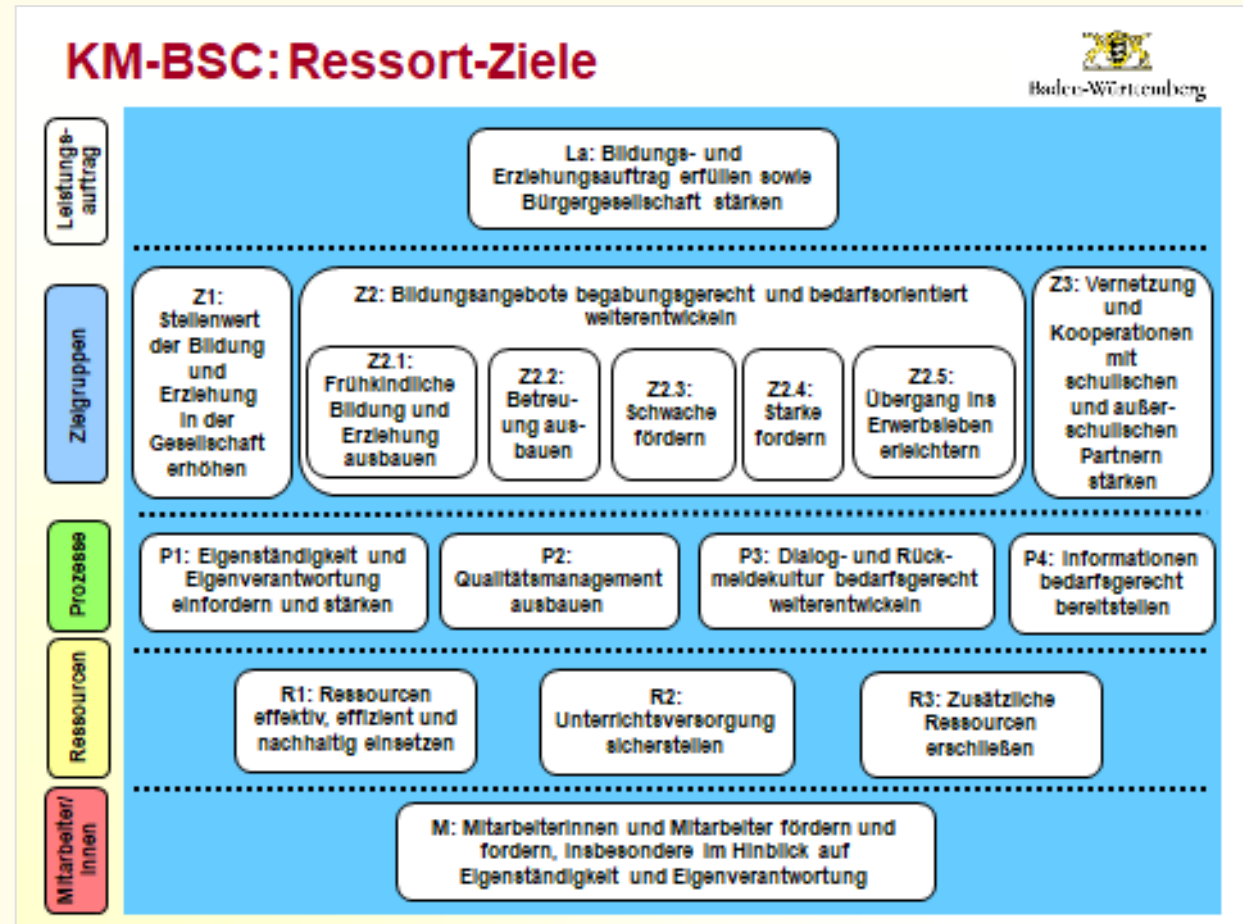 KM-BSC: Ressort-Ziele
Baden-Württemberg
Leistungs-
auftrag
La: Bildungs- und
Erziehungsauftrag erfüllen sowie
Bürgergesellschaft stärken
Zielgruppen
Z1:
Stellenwert
der Bildung
und
Erziehung
in der
Gesellschaft
erhöhen
Z2: Bildungsangebote begabungsgerecht und bedarfsorientiert
weiterentwickeln
Z2.1:
Frühkindliche
Bildung und
Erziehung
ausbauen
Z2.2:
Betreu-
ung aus-
bauen
Z2.3:
Schwache
fördern
Z2.4:
Starke
fordern
Z2.5:
Übergang ins
Erwerbsleben
erleichtern
Z3: Vernetzung
und
Kooperationen
mit
schulischen
und außer-
schulischen
Partnern
stärken
Prozesse
P1: Eigenständigkeit und
Eigenverantwortung
einfordern und stärken
P2:
Qualitätsmanagement
ausbauen
P3: Dialog- und Rück-
meldekultur bedarfsgerecht
weiterentwickeln
P4: Informationen
bedarfsgerecht
bereitstellen
Ressourcen
R1: Ressourcen
effektiv, effizient und
nachhaltig einsetzen
R2:
Unterrichtsversorgung
sicherstellen
R3: Zusätzliche
Ressourcen
erschließen
Mitarbeiter/
innen
M: Mitarbeiterinnen und Mitarbeiter fördern und
fordern, insbesondere im Hinblick auf
Eigenständigkeit und Eigenverantwortung